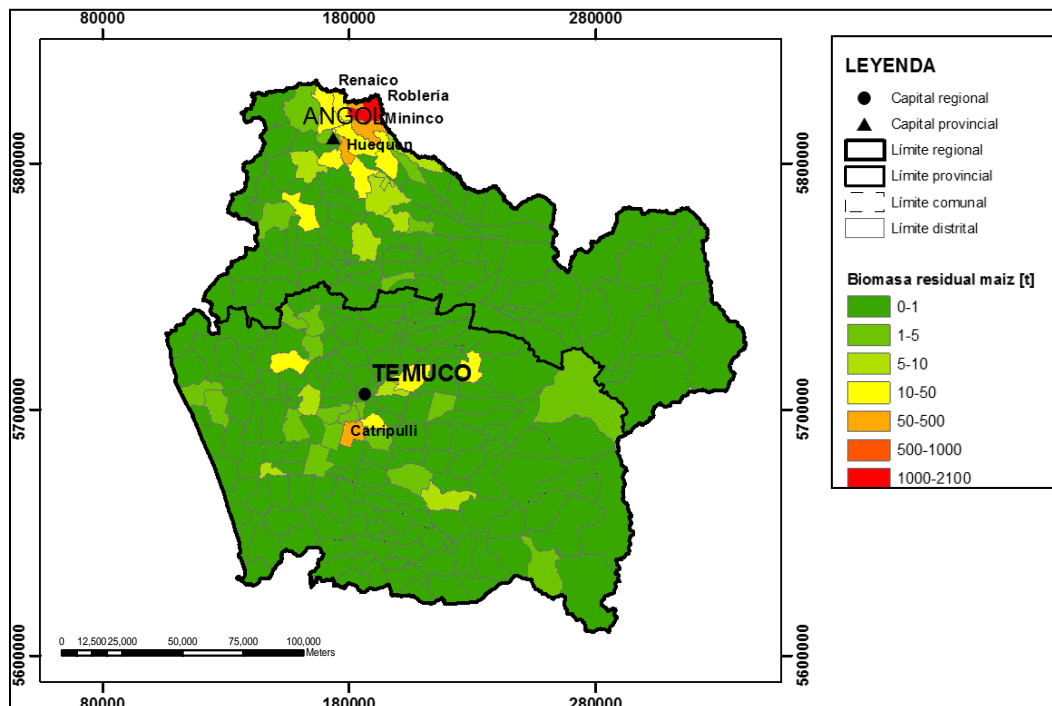 80000 180000 280000
Renaico
Roblería
ANGOL
Mininco
Huequen
5800000 5800000
TEMUCO
5700000 5700000
Catripulli
0 12,500 25,000 50,000 75,000 100,000
Meters
5600000 5600000
80000 180000 280000
LEYENDA
Capital regional
Capital provincial
Límite regional
Límite provincial
Límite comunal
Límite distrital
Biomasa residual maiz [t]
0-1
1-5
5-10
10-50
50-500
500-1000
1000-2100